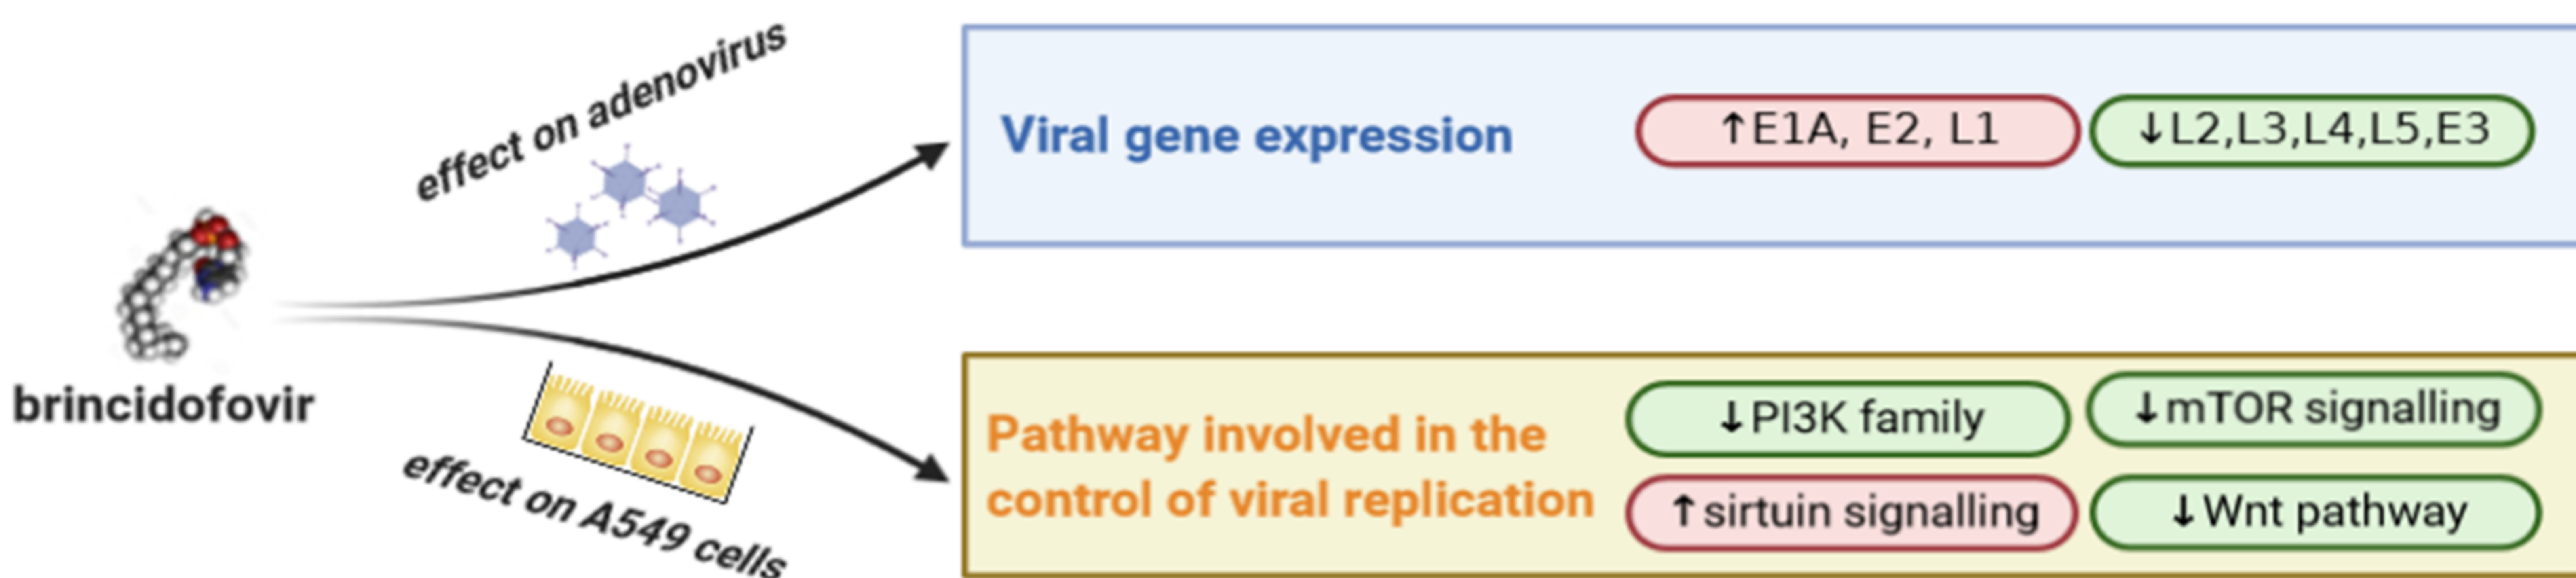 effect on adenovirus
Viral gene expression
↑E1A, E2, L1
↓L2,L3,L4,L5,E3
brincidofovir
effect on A549 cells
Pathway involved in the
control of viral replication
↓PI3K family
↓mTOR signalling
↑sirtuin signalling
↓Wnt pathway